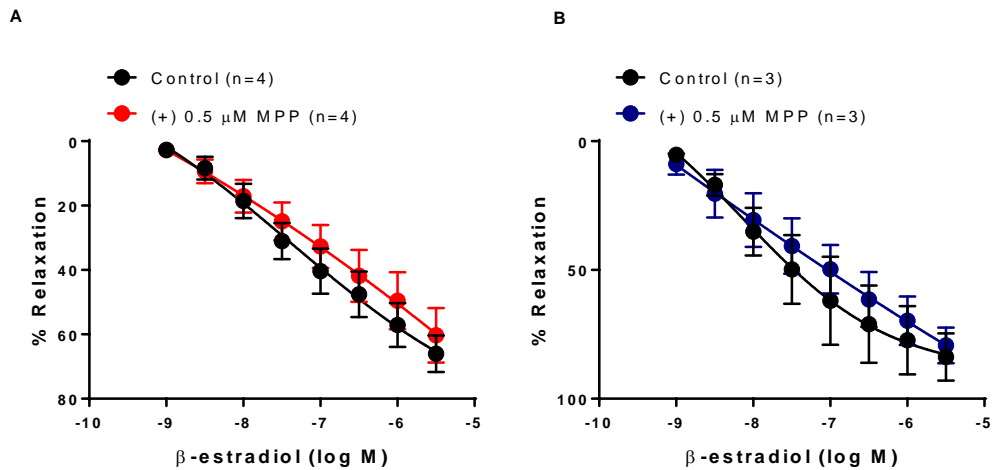 A
Control (n=4)
(+) 0.5 μM MPP (n=4)
0
20
40
60
80
% Relaxation
-10
-9
-8
-7
-6
-5
β-estradiol (log M)
B
Control (n=3)
(+) 0.5 μM MPP (n=3)
0
50
100
% Relaxation
-10
-9
-8
-7
-6
-5
β-estradiol (log M)